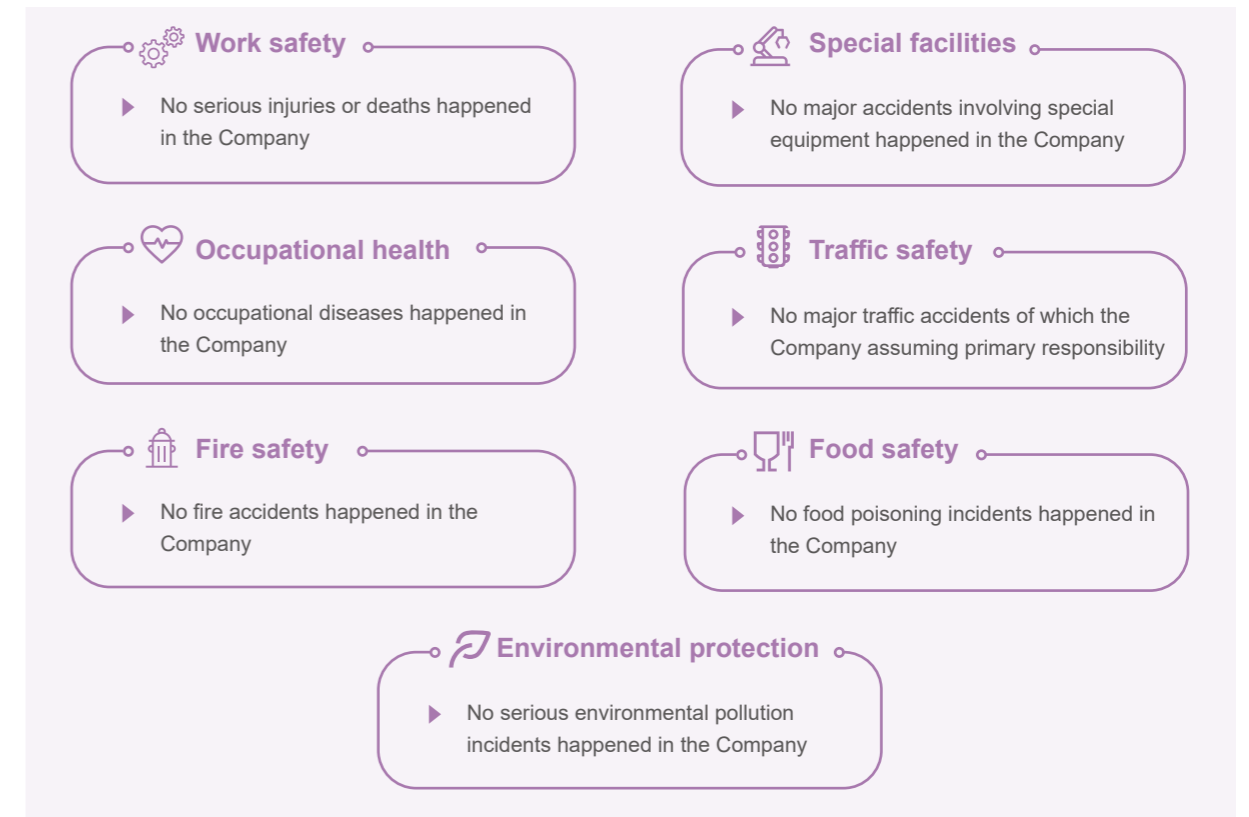 Work safety
No serious injuries or deaths happened
in the Company
Special facilities
No major accidents involving special
equipment happened in the Company
Occupational health
No occupational diseases happened in
the Company
Traffic safety
No major traffic accidents of which the
Company assuming primary responsibility
Fire safety
No fire accidents happened in the
Company
Food safety
No food poisoning incidents happened in
the Company
Environmental protection
No serious environmental pollution
incidents happened in the Company